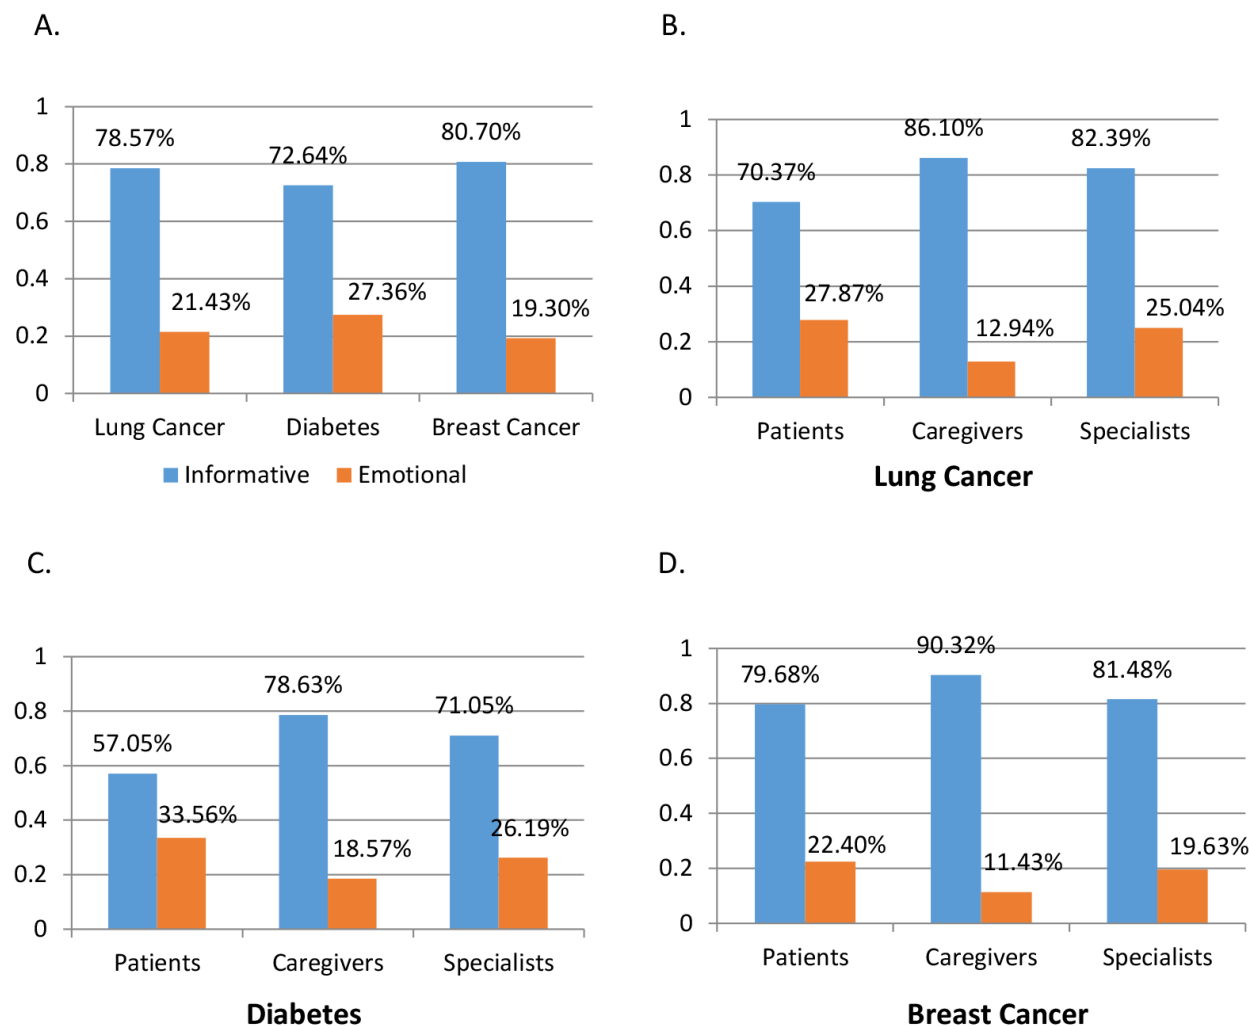 A.
1
0.8
0.6
0.4
0.2
0
78.57%
21.43%
72.64%
27.36%
80.70%
19.30%
Lung Cancer
Diabetes
Breast Cancer
Informative
Emotional
B.
1
0.8
0.6
0.4
0.2
0
70.37%
27.87%
86.10%
12.94%
82.39%
25.04%
Patients
Caregivers
Specialists
Lung Cancer
C.
1
0.8
0.6
0.4
0.2
0
57.05%
33.56%
78.63%
18.57%
71.05%
26.19%
Patients
Caregivers
Specialists
Diabetes
D.
1
0.8
0.6
0.4
0.2
0
79.68%
22.40%
90.32%
11.43%
81.48%
19.63%
Patients
Caregivers
Specialists
Breast Cancer